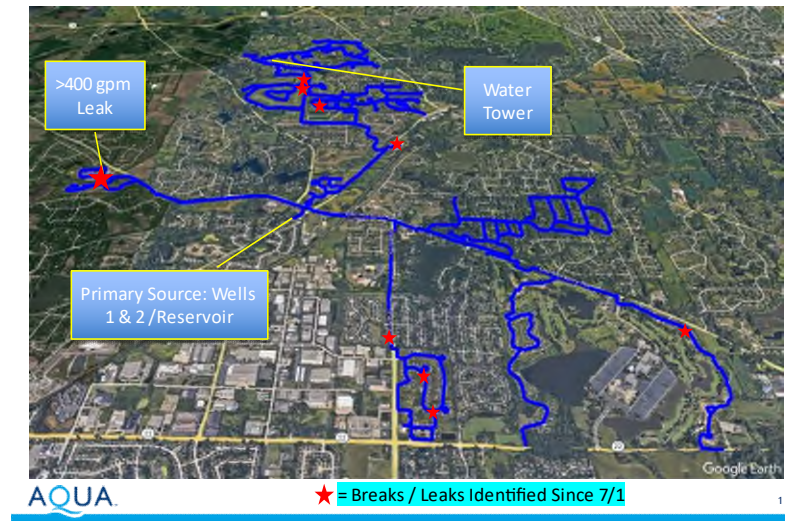 >400 gpm
Leak
Water
Tower
Primary Source: Wells
1 & 2 /Reservoir
Google Earth
AQUA.
= Breaks / Leaks Identified Since 7/1
1